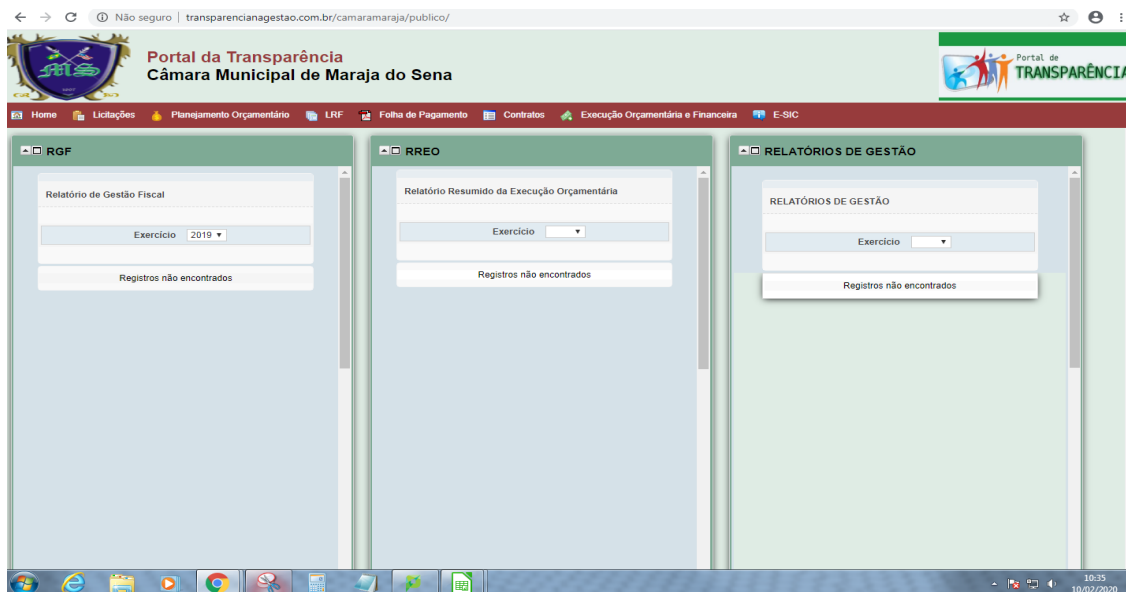 Não seguro | transparencianagestao.com.br/camaramaraja/publico/
MS
Portal da Transparência
Câmara Municipal de Maraja do Sena
Portal de
TRANSPARÊNCIA
Home Licitações Planejamento Orçamentário LRF Folha de Pagamento Contratos Execução Orçamentária e Financeira E-SIC
RGF
Relatório de Gestão Fiscal
Exercício 2019
Registros não encontrados
RREO
Relatório Resumido da Execução Orçamentária
Exercício
Registros não encontrados
RELATÓRIOS DE GESTÃO
RELATÓRIOS DE GESTÃO
Exercício
Registros não encontrados
10:35
10/02/2020